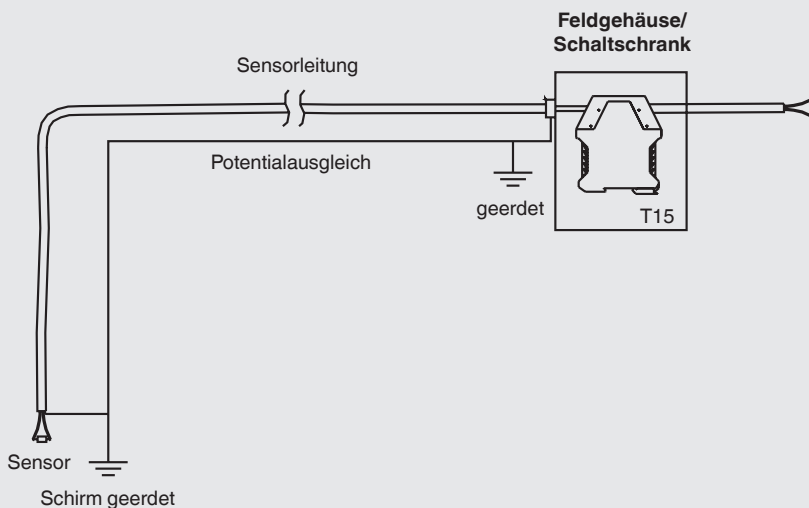 Feldgehäuse/
Schaltschrank
Sensorleitung
Potentialausgleich
geerdet
T15
Sensor
Schirm geerdet